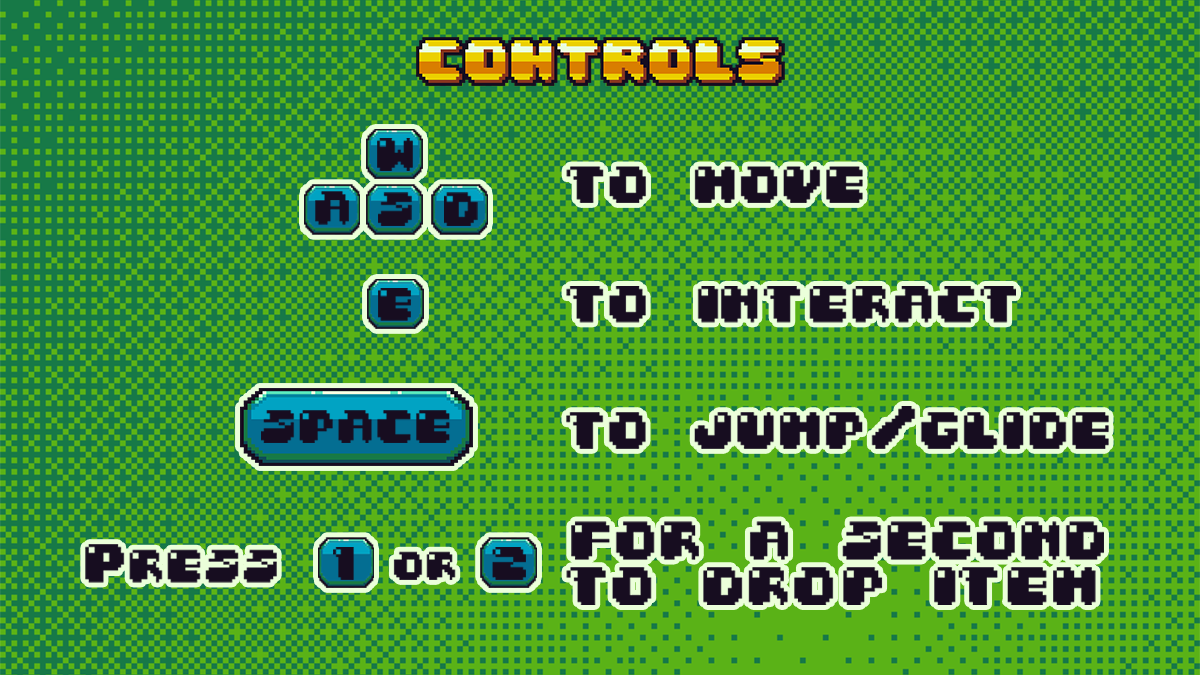 CONTROLS
W
A S D TO MOVE
E TO INTERACT
SPACE TO JUMP/GLIDE
PRESS 1 OR 2 FOR A SECOND
TO DROP ITEM